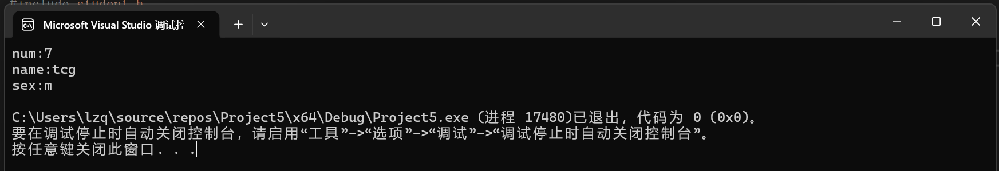 #include student.h
Microsoft Visual Studio 调试控
num:7
name:tcg
sex:m
C:\Users\lzq\source\repos\Project5\x64\Debug\Project5.exe (进程 17480)已退出，代码为 0 (0x0)。
要在调试停止时自动关闭控制台，请启用“工具”->“选项”->“调试”->“调试停止时自动关闭控制台”。
按任意键关闭此窗口. . .